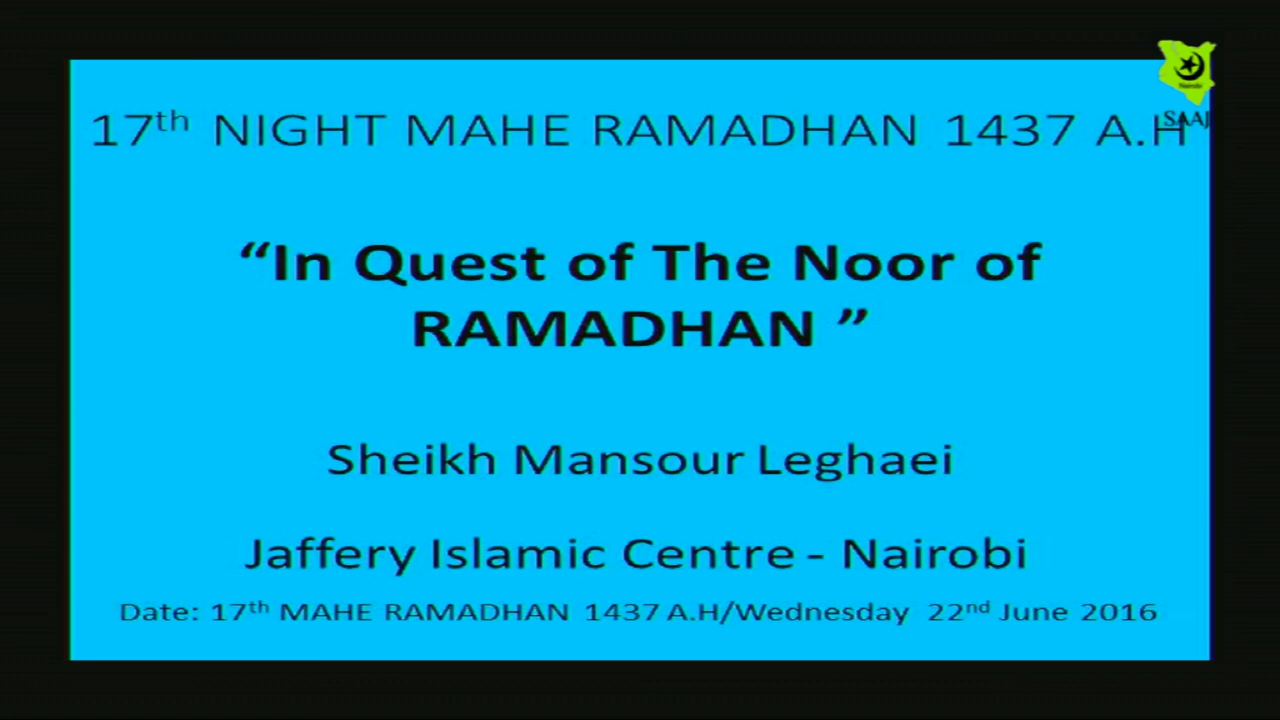 17th NIGHT MAHE RAMADHAN 1437 A.H
Nairobi
SAAJ
“In Quest of The Noor of
RAMADHAN ”
Sheikh Mansour Leghaei
Jaffery Islamic Centre - Nairobi
Date: 17th MAHE RAMADHAN 1437 A.H/Wednesday 22nd June 2016